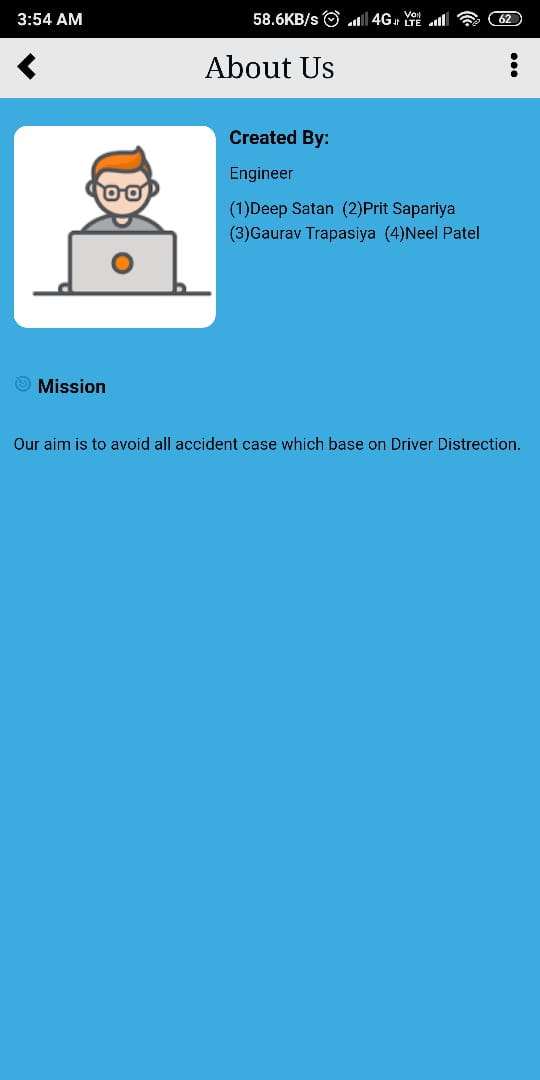 3:54 AM 58.6KB/s 4G Vo)) LTE 62
About Us
Created By:
Engineer
(1)Deep Satan (2)Prit Sapariya
(3)Gaurav Trapasiya (4)Neel Patel
Mission
Our aim is to avoid all accident case which base on Driver Distrection.